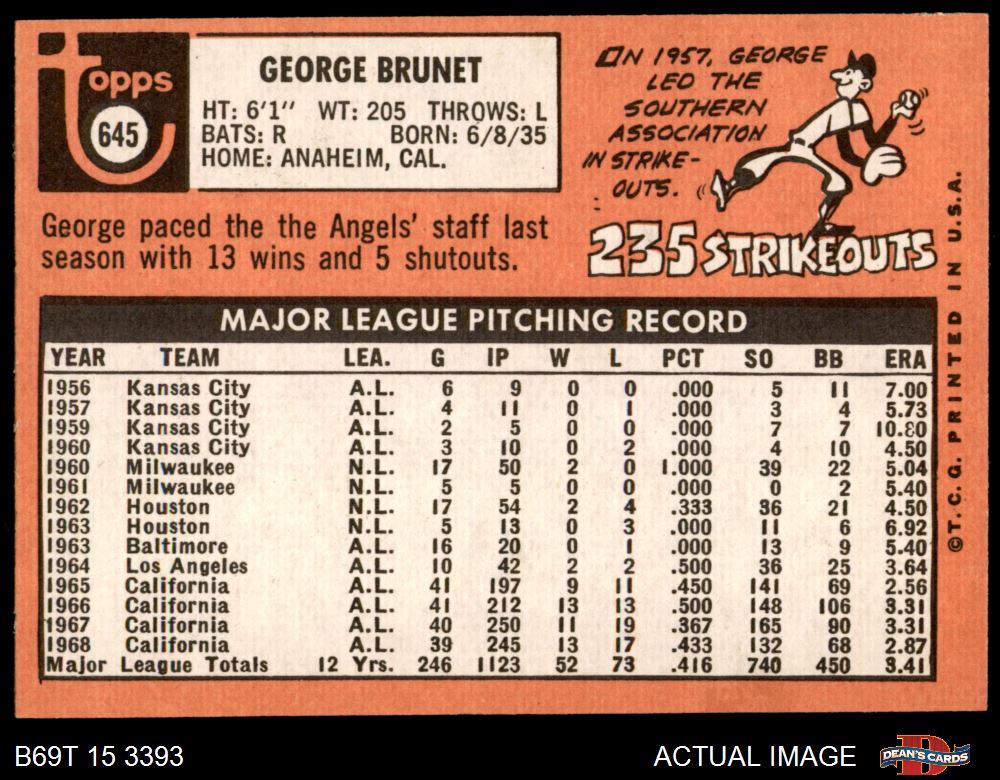 Topps
645
GEORGE BRUNET
HT: 6'1" WT: 205 THROWS: L
BATS: R BORN: 6/8/35
HOME: ANAHEIM, CAL.
George paced the the Angels' staff last
season with 13 wins and 5 shutouts.
IN 1957, GEORGE
LED THE
SOUTHERN
ASSOCIATION
IN STRIKE-
OUTS.
235 STRIKEOUTS
©T.C.G. PRINTED IN U.S.A.
MAJOR LEAGUE PITCHING RECORD
YEAR TEAM LEA. G IP W L PCT SO BB ERA
1956 Kansas City A.L. 6 9 0 0 .000 5 11 7.00
1957 Kansas City A.L. 4 11 0 1 .000 3 4 5.73
1959 Kansas City A.L. 2 5 0 0 .000 7 7 10.80
1960 Kansas City A.L. 3 10 0 2 .000 4 10 4.50
1960 Milwaukee N.L. 17 50 2 0 1.000 39 22 5.04
1961 Milwaukee N.L. 5 5 0 0 .000 0 2 5.40
1962 Houston N.L. 17 54 2 4 .333 36 21 4.50
1963 Houston N.L. 5 13 0 3 .000 11 6 6.92
1963 Baltimore A.L. 16 20 0 1 .000 13 9 5.40
1964 Los Angeles A.L. 10 42 2 2 .500 36 25 3.64
1965 California A.L. 41 197 9 11 .450 141 69 2.56
1966 California A.L. 41 212 13 13 .500 148 106 3.31
1967 California A.L. 40 250 11 19 .367 165 90 3.31
1968 California A.L. 39 245 13 17 .433 132 68 2.87
Major League Totals 12 Yrs. 246 1123 52 73 .416 740 450 3.41
B69T 15 3393
ACTUAL IMAGE
DEAN'S CARDS